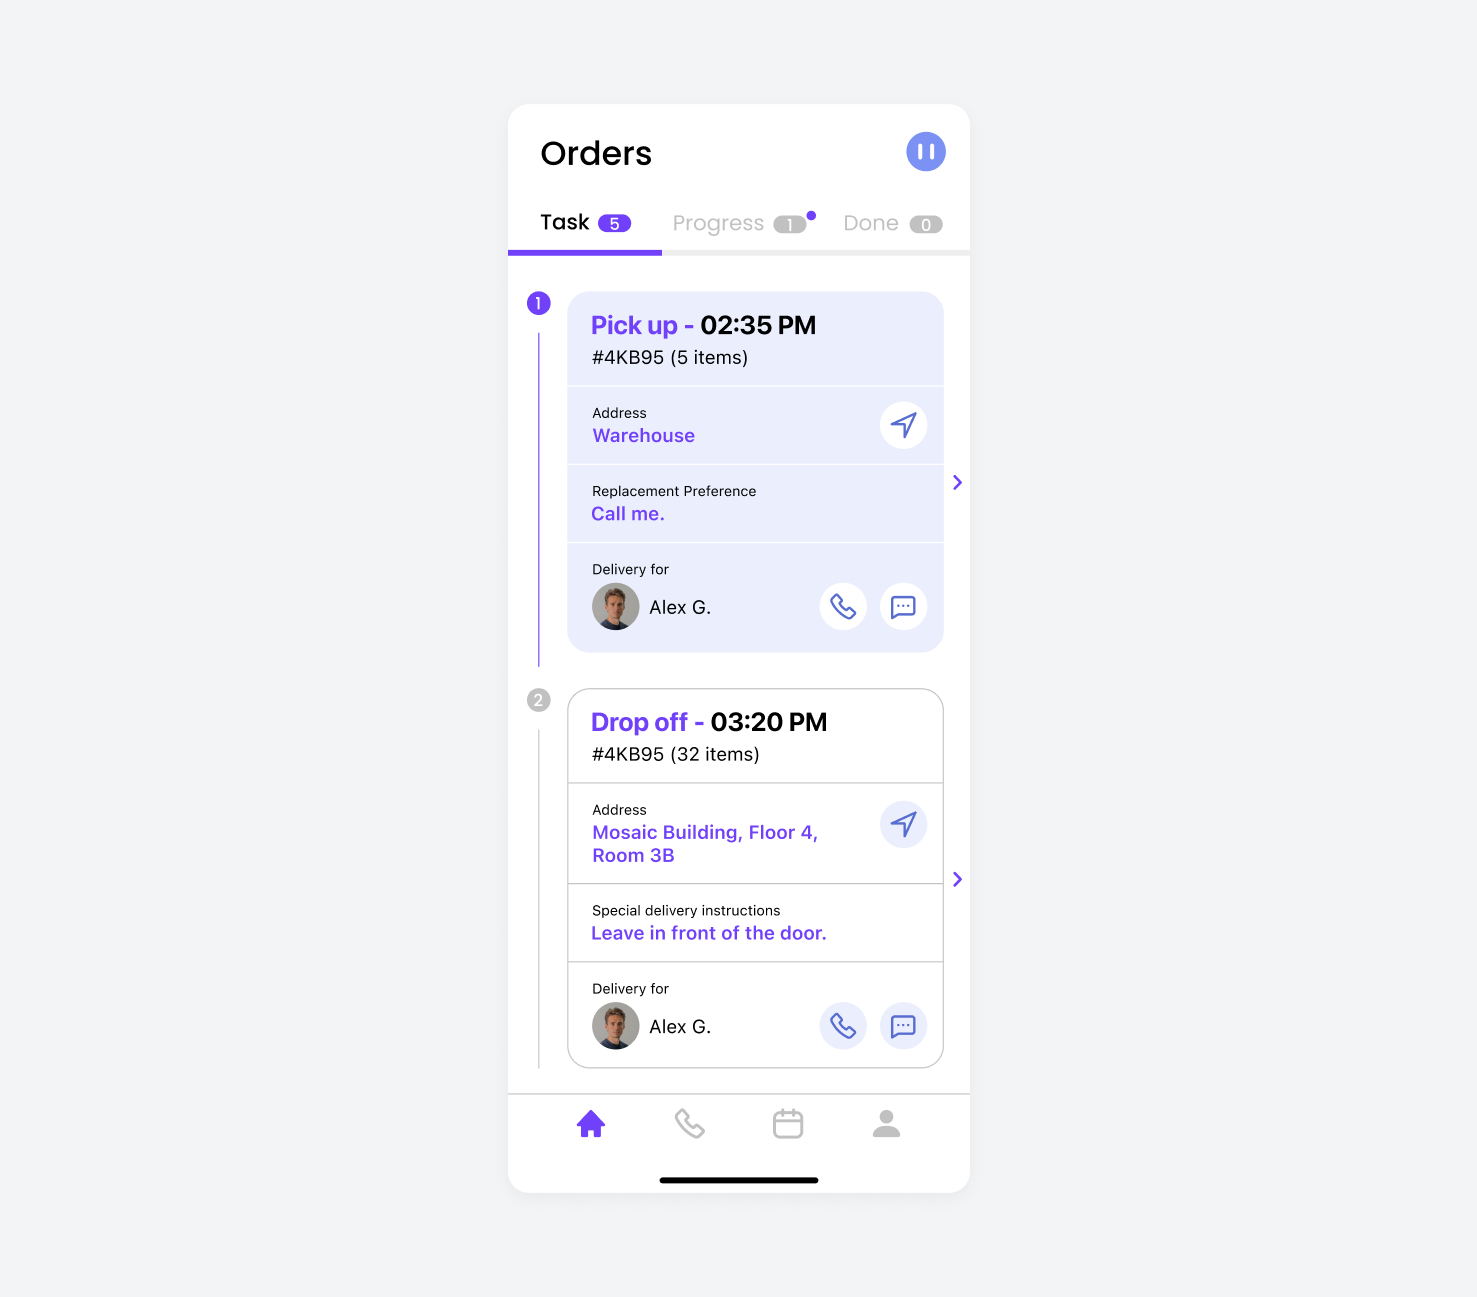 Orders
Task 5
Progress 1
Done 0
1
Pick up - 02:35 PM
#4KB95 (5 items)
Address
Warehouse
Replacement Preference
Call me.
Delivery for
Alex G.
2
Drop off - 03:20 PM
#4KB95 (32 items)
Address
Mosaic Building, Floor 4,
Room 3B
Special delivery instructions
Leave in front of the door.
Delivery for
Alex G.